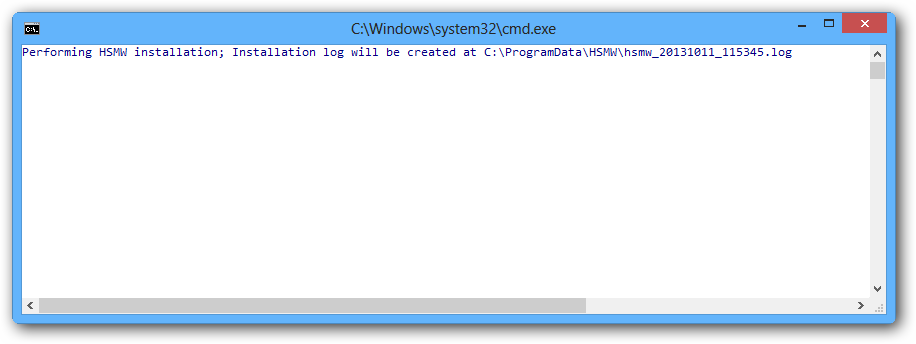 C:\Windows\system32\cmd.exe
Performing HSMW installation; Installation log will be created at C:\ProgramData\HSMW\hsmw_20131011_115345.log